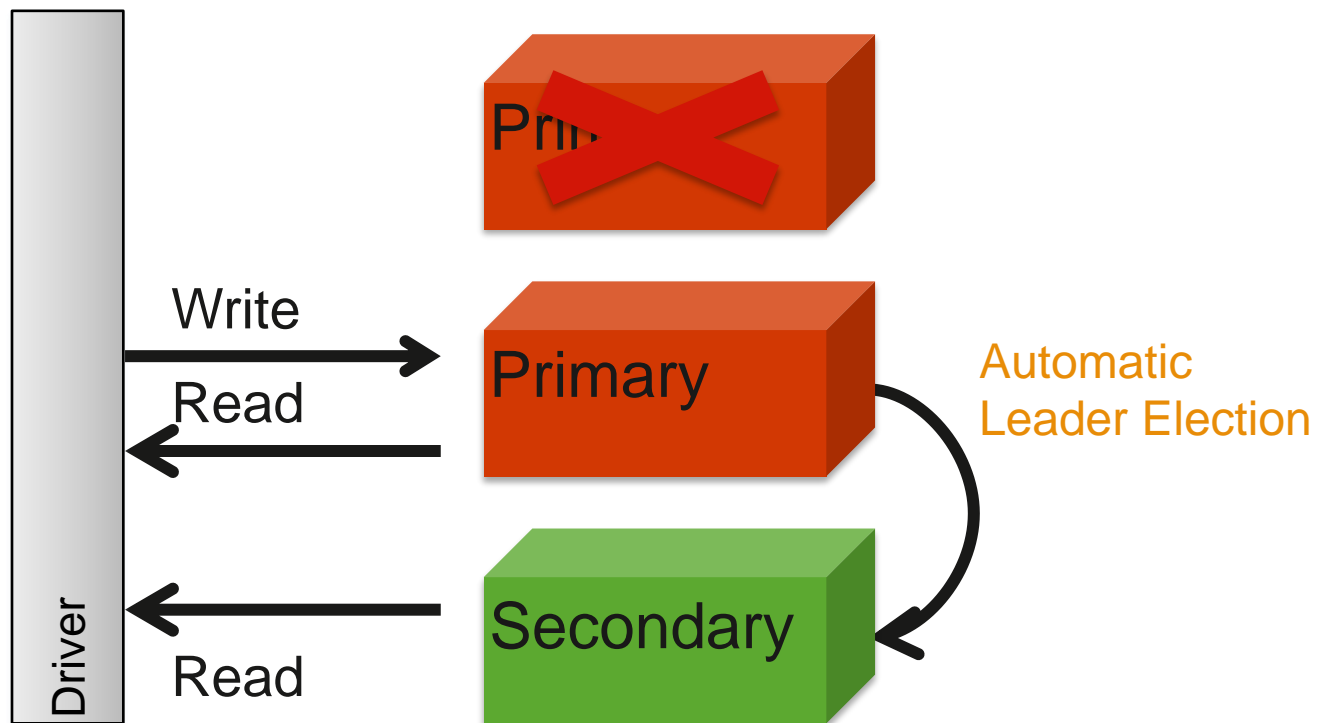 Write
Primary
Automatic
Leader Election
Read
Secondary
Read
Driver